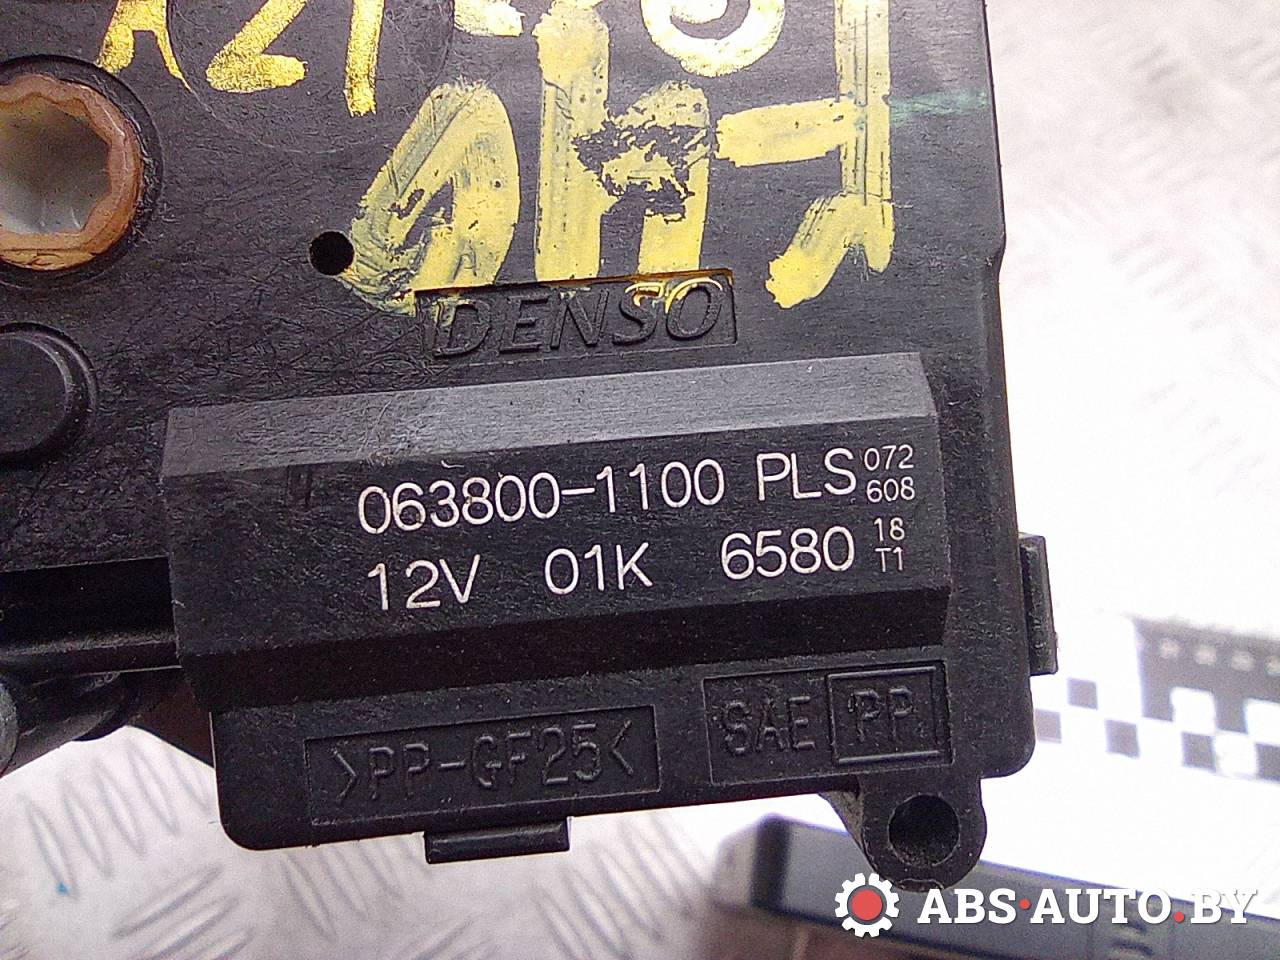 DENSO
063800-1100 PLS 072 608
12V 01K 6580 18 T1
>PP-GF25<
SAE PP
ABS·AUTO.BY